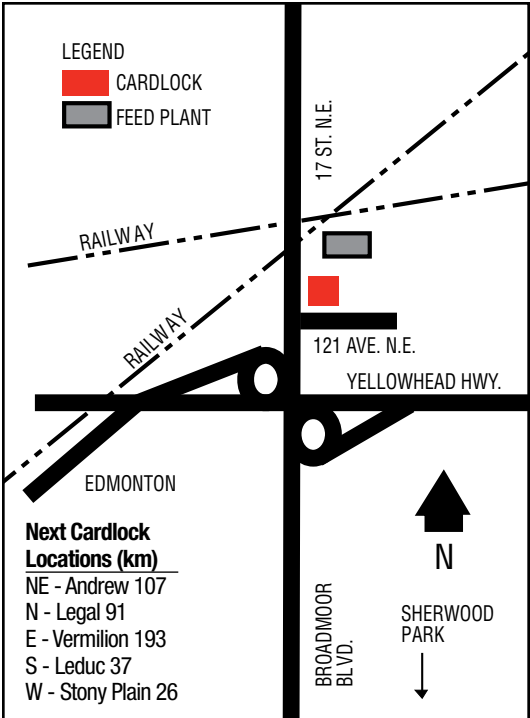 LEGEND
CARDLOCK
FEED PLANT
17 ST. N.E.
RAILWAY
RAILWAY
121 AVE. N.E.
YELLOWHEAD HWY.
EDMONTON
Next Cardlock
Locations (km)
NE - Andrew 107
N - Legal 91
E - Vermilion 193
S - Leduc 37
W - Stony Plain 26
BROADMOOR
BLVD.
N
SHERWOOD
PARK